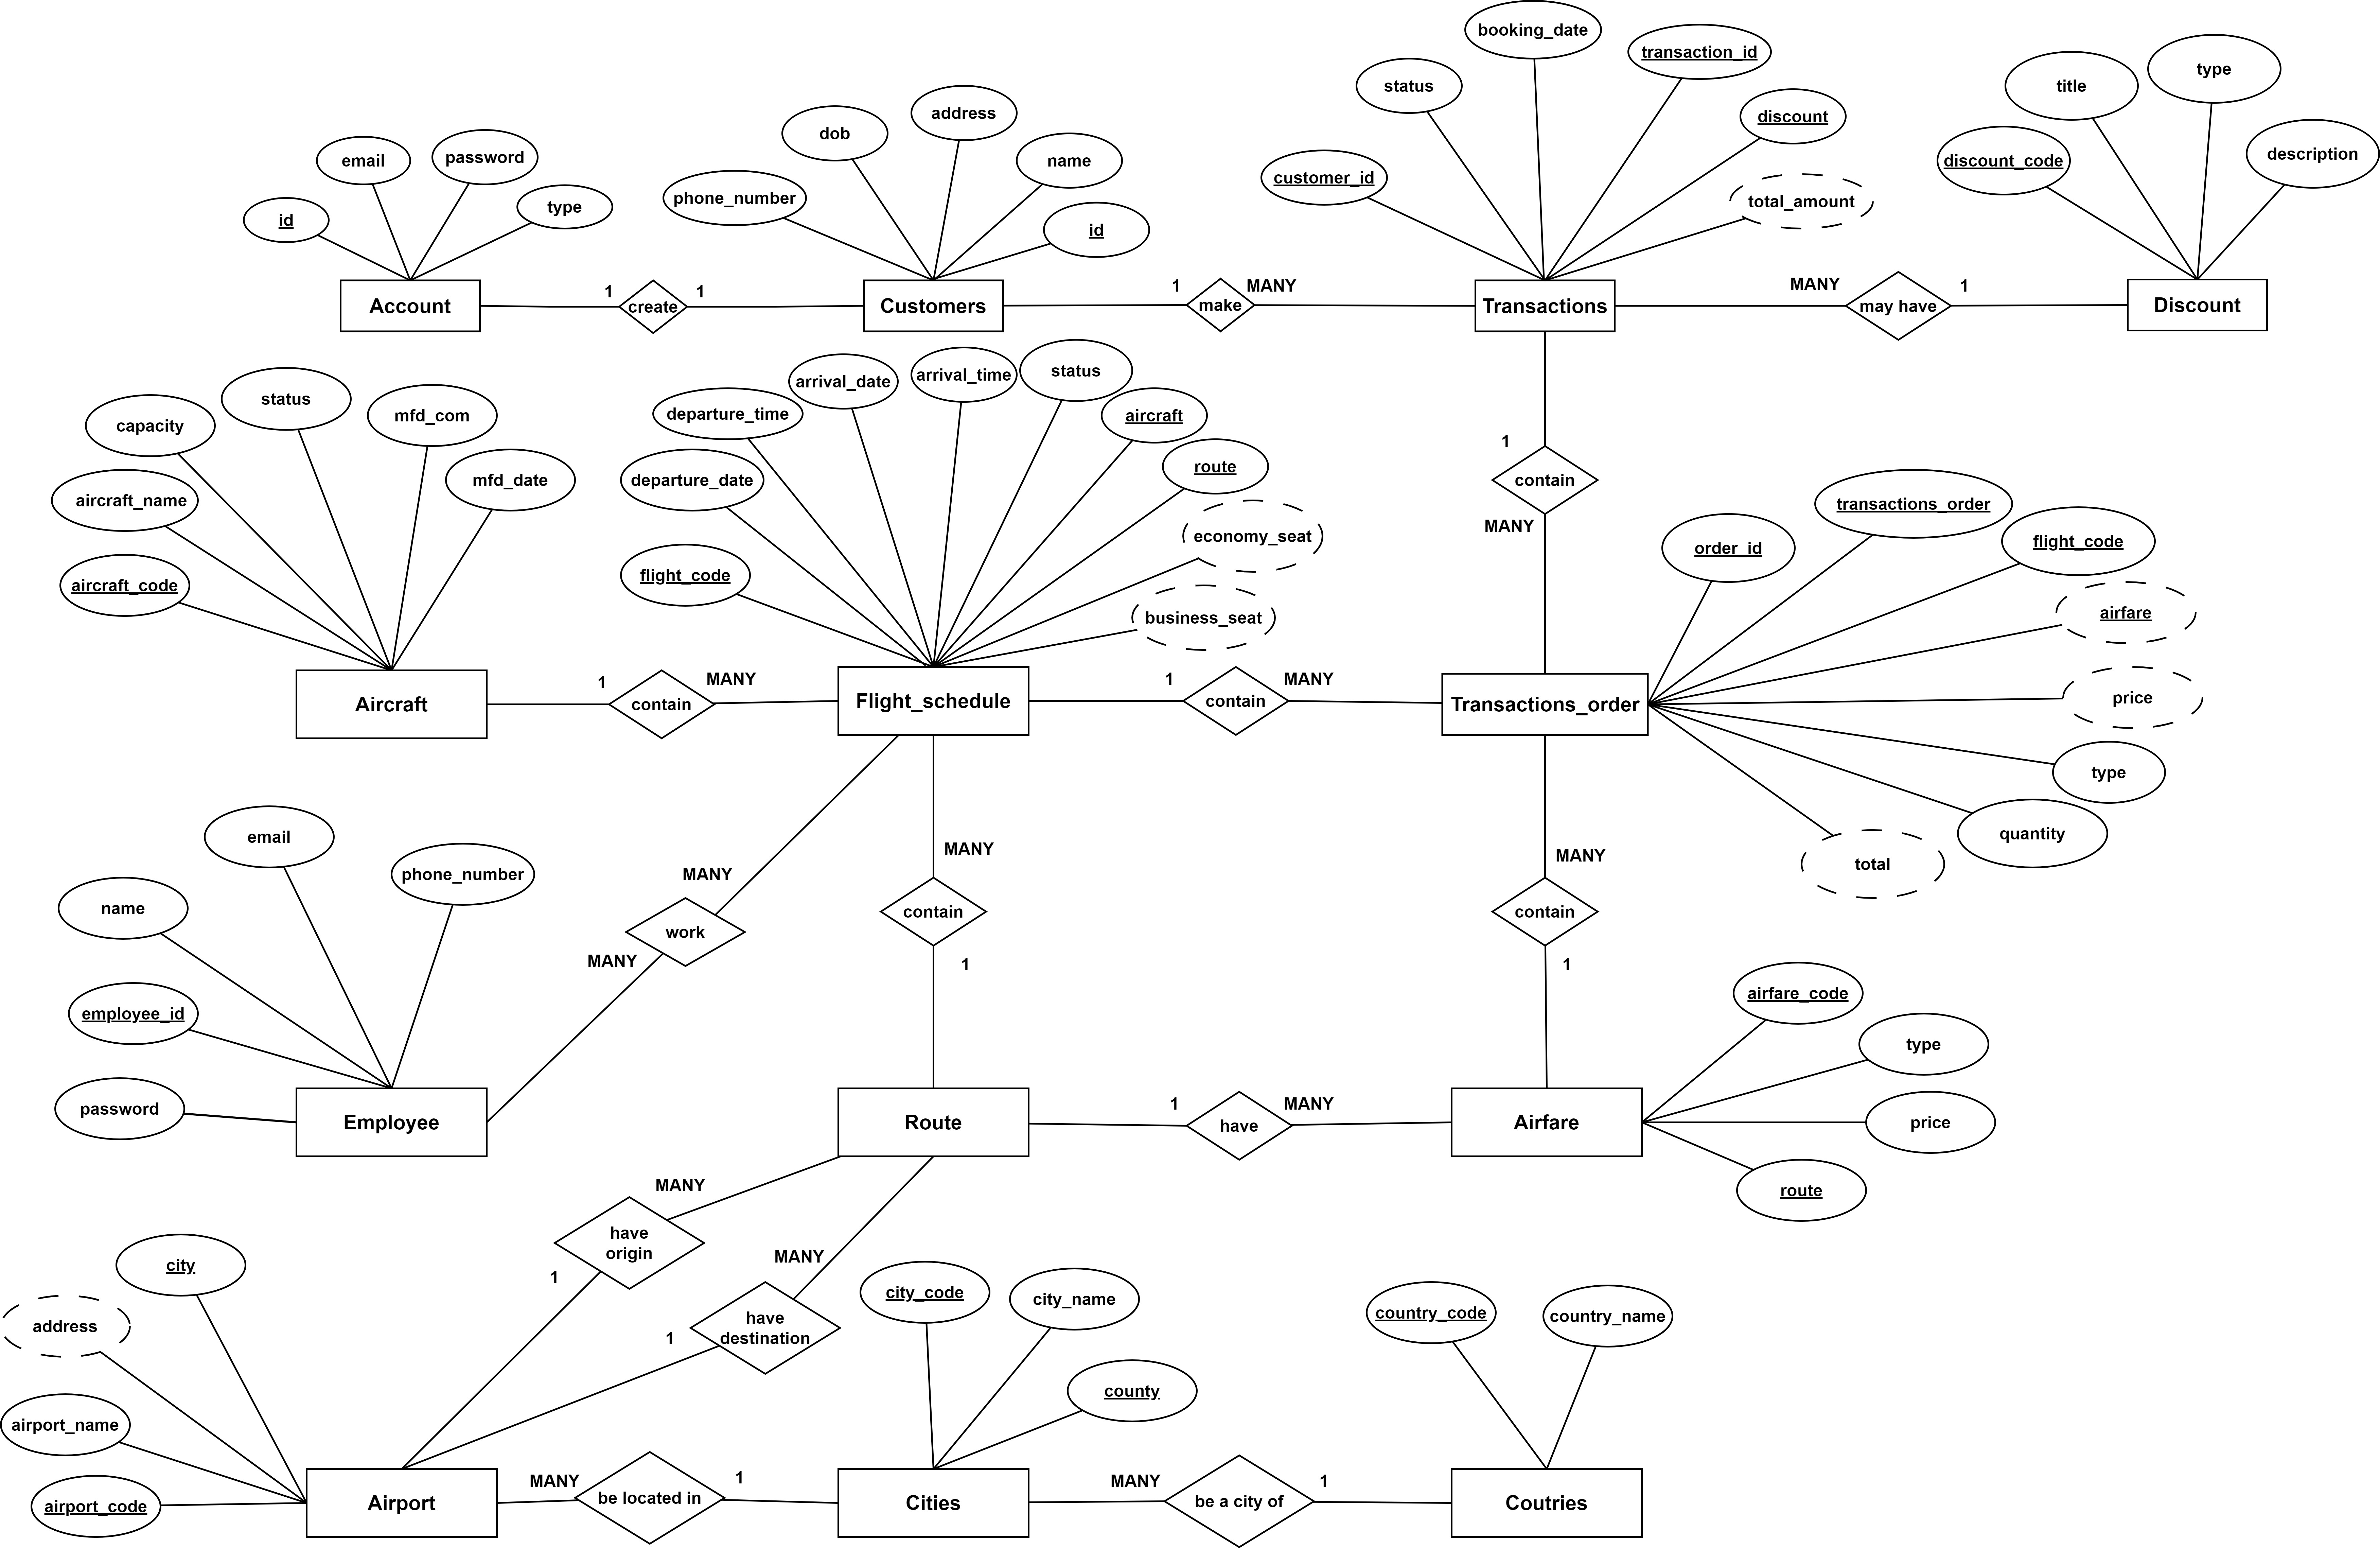 booking_date
transaction_id
status
title
type
discount
address
dob
description
email
password
name
discount_code
customer_id
phone_number
total_amount
type
id
id
1
1
1
MANY
MANY
1
Account
create
Customers
make
Transactions
may have
Discount
status
arrival_date
arrival_time
status
mfd_com
departure_time
aircraft
capacity
1
route
mfd_date
departure_date
contain
aircraft_name
transactions_order
MANY
economy_seat
order_id
flight_code
aircraft_code
flight_code
business_seat
airfare
1
MANY
1
MANY
price
Aircraft
contain
Flight_schedule
contain
Transactions_order
type
email
quantity
MANY
MANY
total
phone_number
MANY
name
contain
contain
work
MANY
1
1
employee_id
airfare_code
type
password
1
MANY
Employee
Route
have
Airfare
price
MANY
route
have
origin
MANY
city
1
city_code
city_name
country_code
country_name
address
have
destination
1
county
airport_name
MANY
1
MANY
1
airport_code
Airport
be located in
Cities
be a city of
Coutries